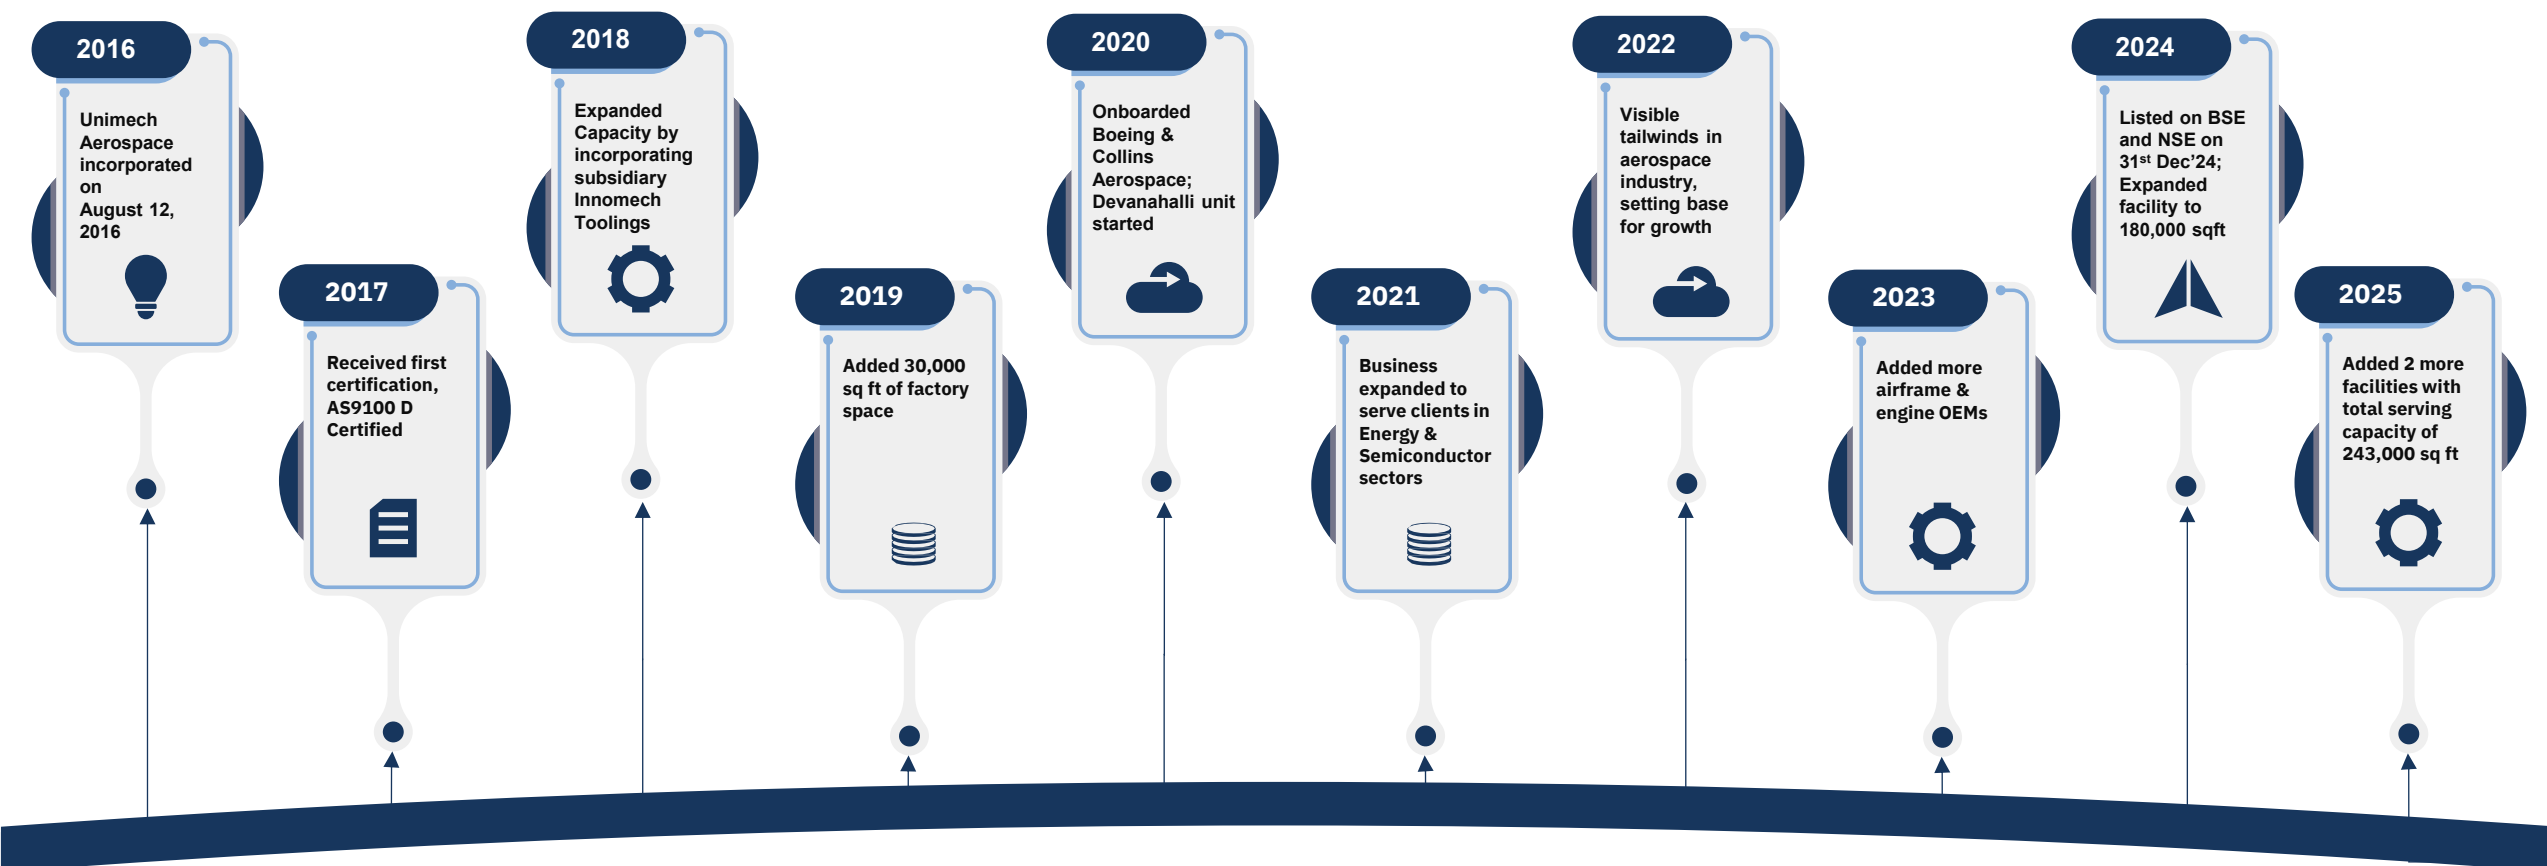 2016
Unimech
Aerospace
incorporated
on
August 12,
2016
2017
Received first
certification,
AS9100 D
Certified
2018
Expanded
Capacity by
incorporating
subsidiary
Innomech
Toolings
2019
Added 30,000
sq ft of factory
space
2020
Onboarded
Boeing &
Collins
Aerospace;
Devanahalli unit
started
2021
Business
expanded to
serve clients in
Energy &
Semiconductor
sectors
2022
Visible
tailwinds in
aerospace
industry,
setting base
for growth
2023
Added more
airframe &
engine OEMs
2024
Listed on BSE
and NSE on
31st Dec’24;
Expanded
facility to
180,000 sqft
2025
Added 2 more
facilities with
total serving
capacity of
243,000 sq ft